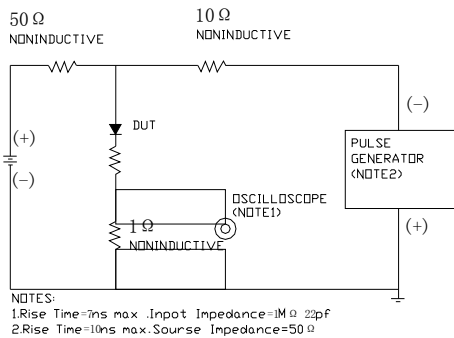 50 Ω
NONINDUCTIVE
10 Ω
NONINDUCTIVE
(+)
(-)
DUT
1 Ω
NONINDUCTIVE
OSCILLOSCOPE
(NOTE1)
(-)
PULSE
GENERATOR
(NOTE2)
(+)
NOTES:
1.Rise Time=7ns max .Inpot Impedance=1M Ω 22pf
2.Rise Time=10ns max.Sourse Impedance=50 Ω